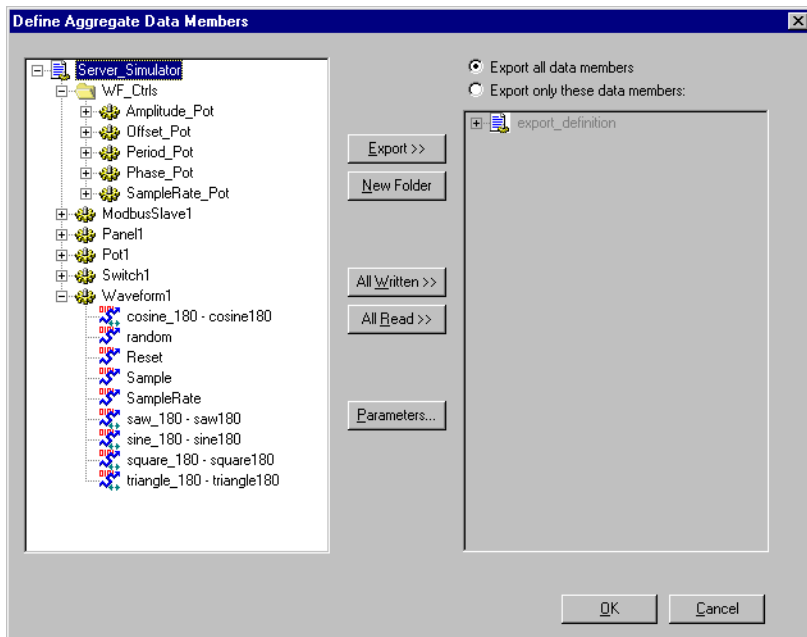 Define Aggregate Data Members
Server_Simulator
WF_Ctrls
Amplitude_Pot
Offset_Pot
Period_Pot
Phase_Pot
SampleRate_Pot
ModbusSlave1
Panel1
Pot1
Switch1
Waveform1
cosine_180 - cosine180
random
Reset
Sample
SampleRate
saw_180 - saw180
sine_180 - sine180
square_180 - square180
triangle_180 - triangle180
Export >>
New Folder
All Written >>
All Read >>
Parameters...
Export all data members
Export only these data members:
export_definition
OK
Cancel